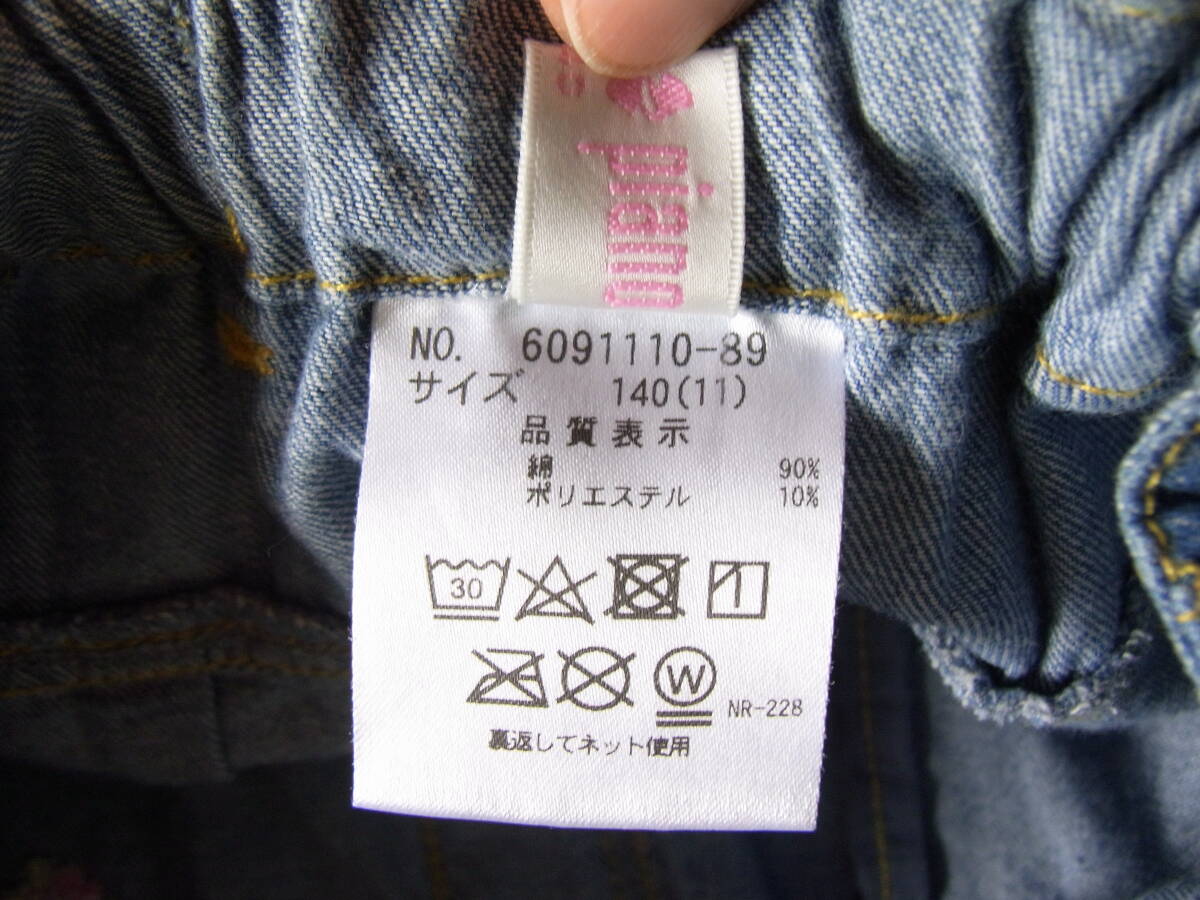 piano
NO. 6091110-89
サイズ 140(11)
品質表示
綿 90%
ポリエステル 10%
30
W NR-228
裏返してネット使用